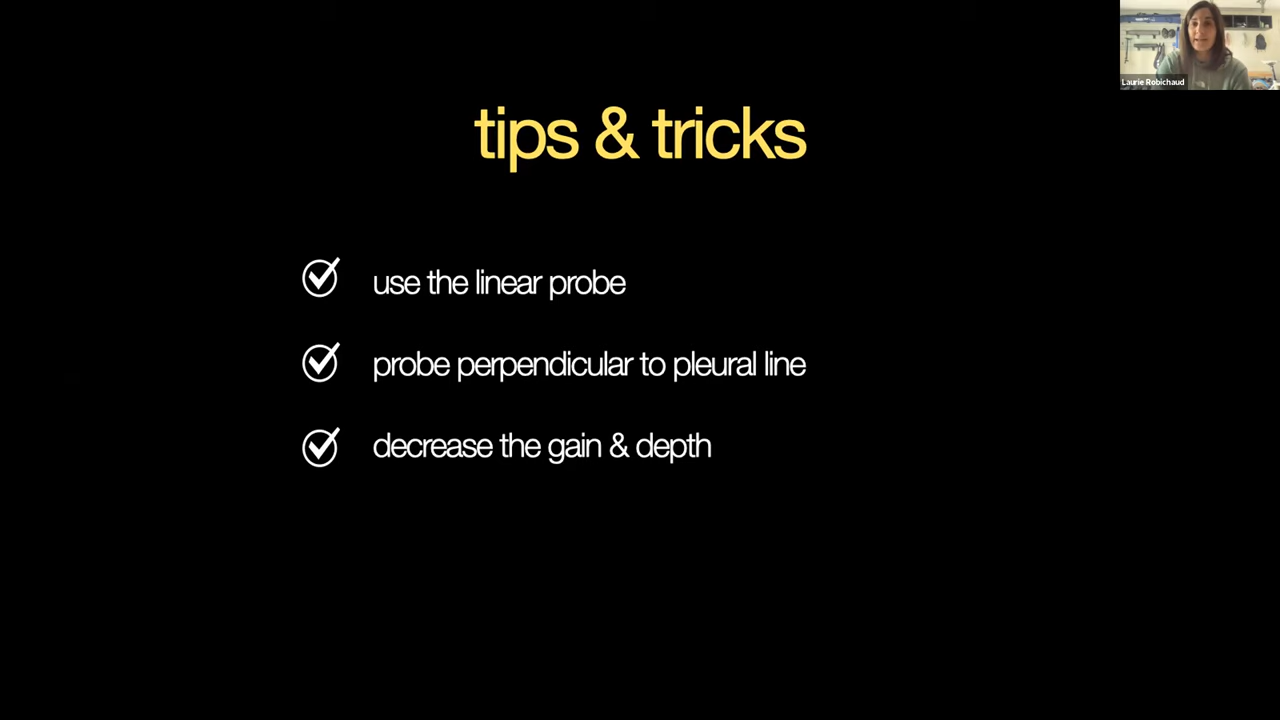 Laurie Robichaud
tips & tricks
use the linear probe
probe perpendicular to pleural line
decrease the gain & depth